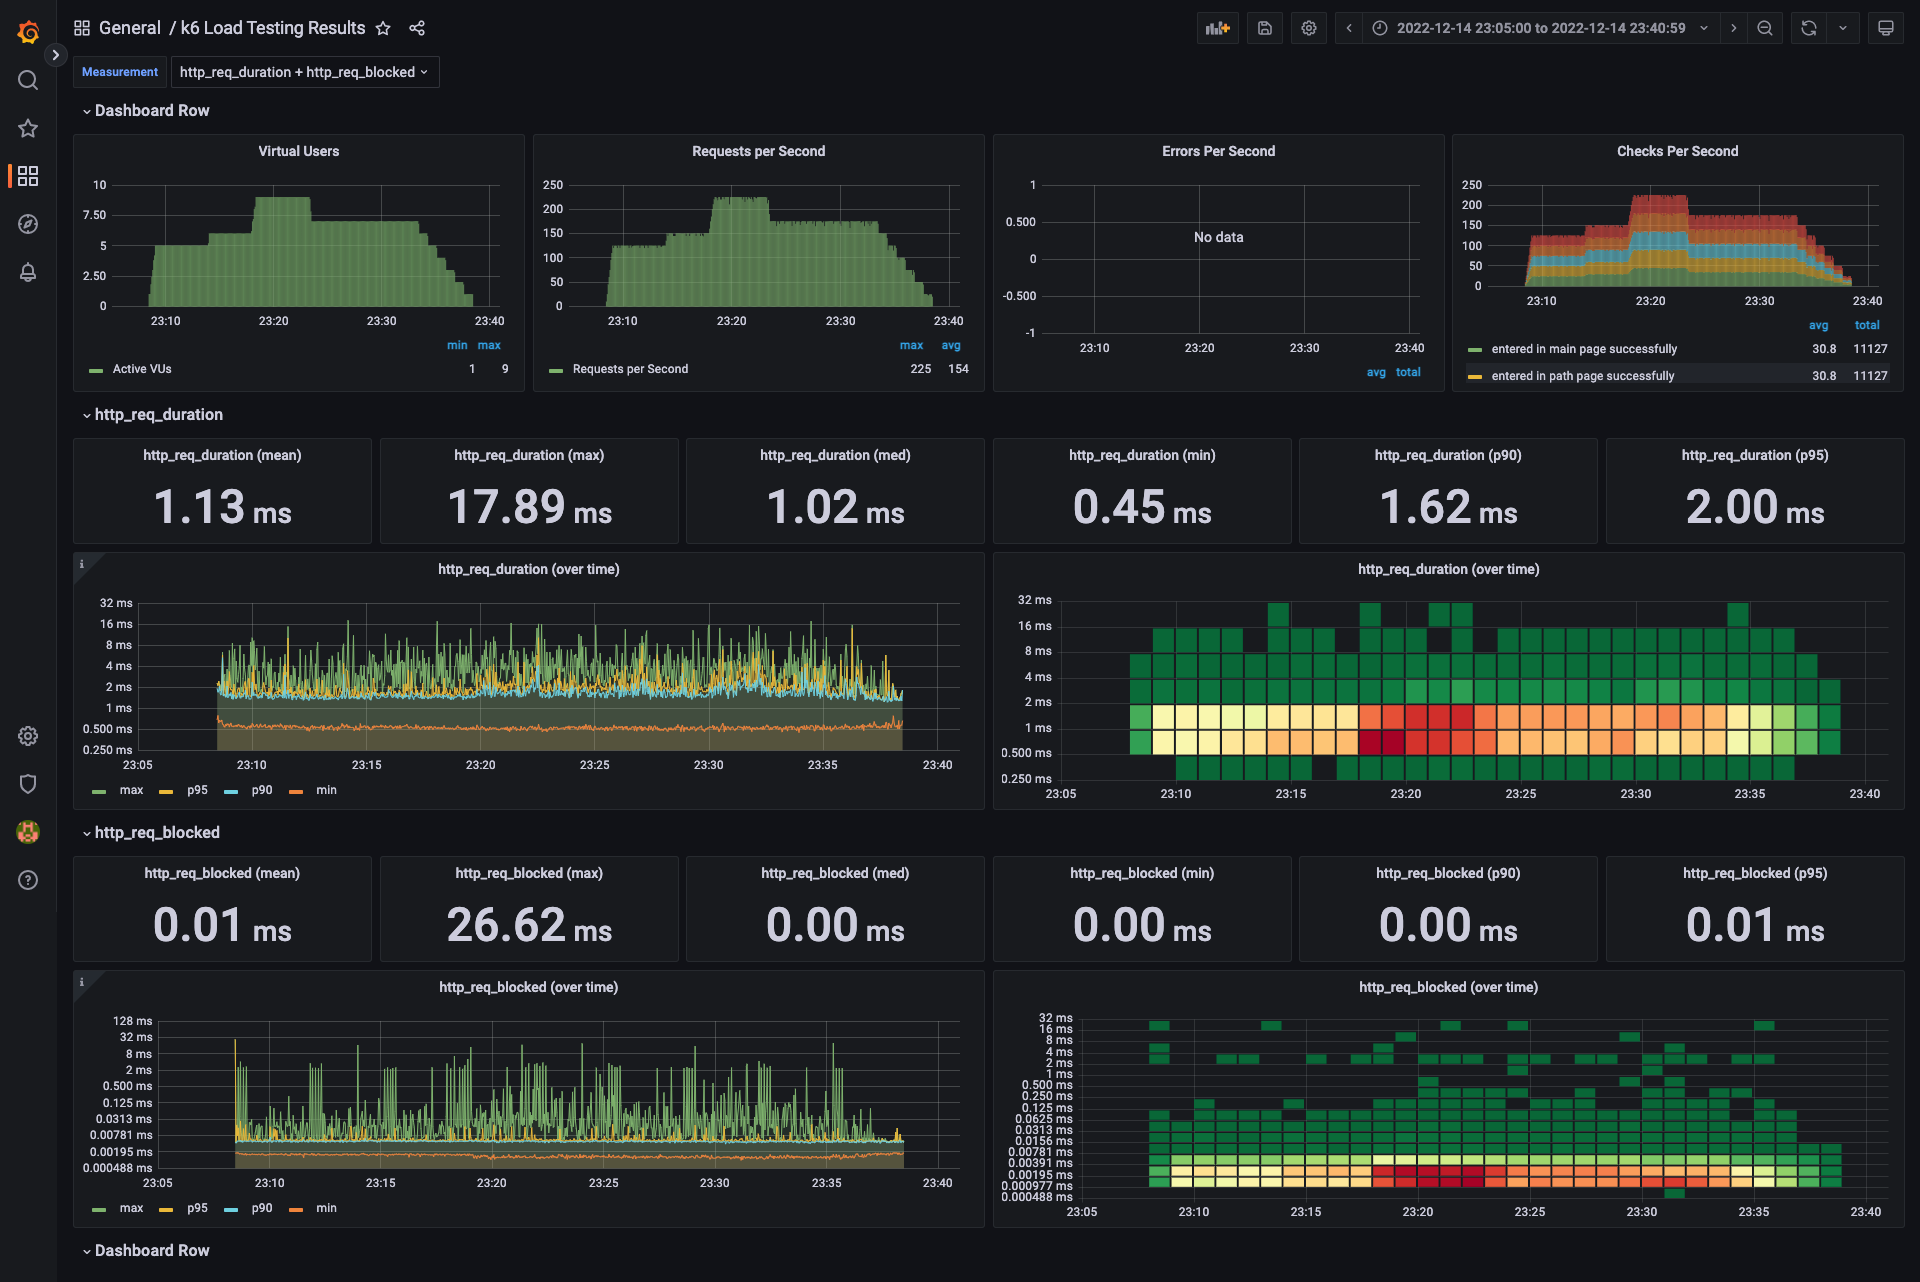 General / k6 Load Testing Results
2022-12-14 23:05:00 to 2022-12-14 23:40:59
Measurement
http_req_duration + http_req_blocked
Dashboard Row
Virtual Users
10
7.50
5
2.50
0
23:10 23:20 23:30 23:40
min max
Active VUs 1 9
Requests per Second
250
200
150
100
50
0
23:10 23:20 23:30 23:40
max avg
Requests per Second 225 154
Errors Per Second
1
0.500
0
-0.500
-1
No data
23:10 23:20 23:30 23:40
avg total
Checks Per Second
250
200
150
100
50
0
23:10 23:20 23:30 23:40
avg total
entered in main page successfully 30.8 11127
entered in path page successfully 30.8 11127
http_req_duration
http_req_duration (mean)
1.13 ms
http_req_duration (max)
17.89 ms
http_req_duration (med)
1.02 ms
http_req_duration (min)
0.45 ms
http_req_duration (p90)
1.62 ms
http_req_duration (p95)
2.00 ms
http_req_duration (over time)
32 ms
16 ms
8 ms
4 ms
2 ms
1 ms
0.500 ms
0.250 ms
23:05 23:10 23:15 23:20 23:25 23:30 23:35 23:40
max p95 p90 min
http_req_duration (over time)
32 ms
16 ms
8 ms
4 ms
2 ms
1 ms
0.500 ms
0.250 ms
23:05 23:10 23:15 23:20 23:25 23:30 23:35 23:40
http_req_blocked
http_req_blocked (mean)
0.01 ms
http_req_blocked (max)
26.62 ms
http_req_blocked (med)
0.00 ms
http_req_blocked (min)
0.00 ms
http_req_blocked (p90)
0.00 ms
http_req_blocked (p95)
0.01 ms
http_req_blocked (over time)
128 ms
32 ms
8 ms
2 ms
0.500 ms
0.125 ms
0.0313 ms
0.00781 ms
0.00195 ms
0.000488 ms
23:05 23:10 23:15 23:20 23:25 23:30 23:35 23:40
max p95 p90 min
http_req_blocked (over time)
32 ms
16 ms
8 ms
4 ms
2 ms
1 ms
0.500 ms
0.250 ms
0.125 ms
0.0625 ms
0.0313 ms
0.0156 ms
0.00781 ms
0.00391 ms
0.00195 ms
0.000977 ms
0.000488 ms
23:05 23:10 23:15 23:20 23:25 23:30 23:35 23:40
Dashboard Row